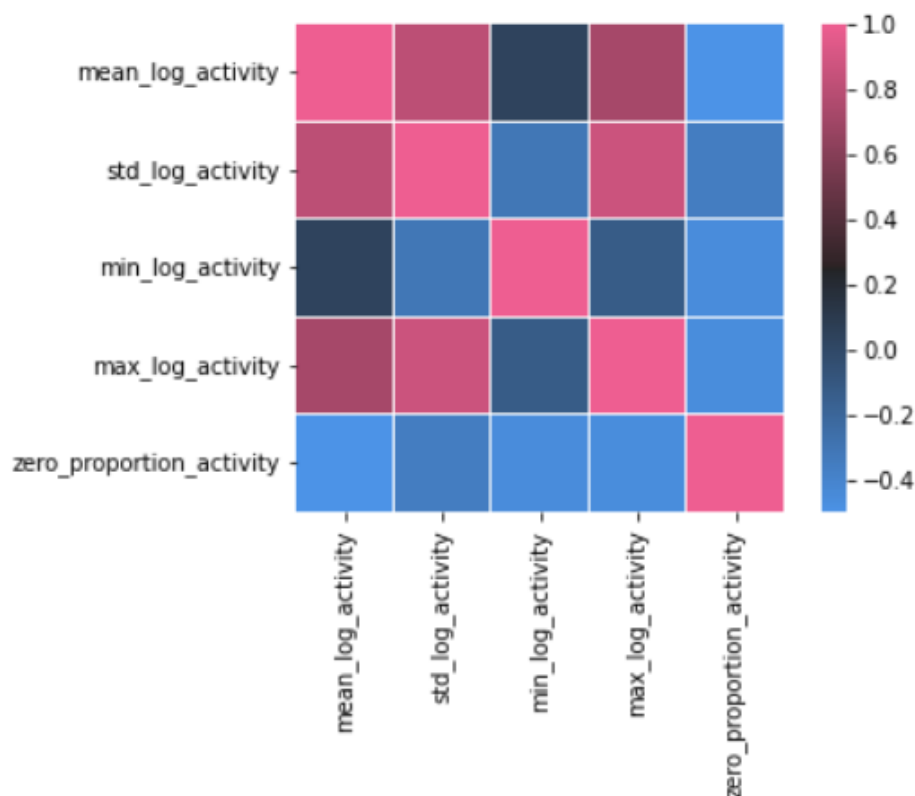 mean_log_activity
std_log_activity
min_log_activity
max_log_activity
zero_proportion_activity
mean_log_activity
std_log_activity
min_log_activity
max_log_activity
zero_proportion_activity
1.0
0.8
0.6
0.4
0.2
0.0
−0.2
−0.4